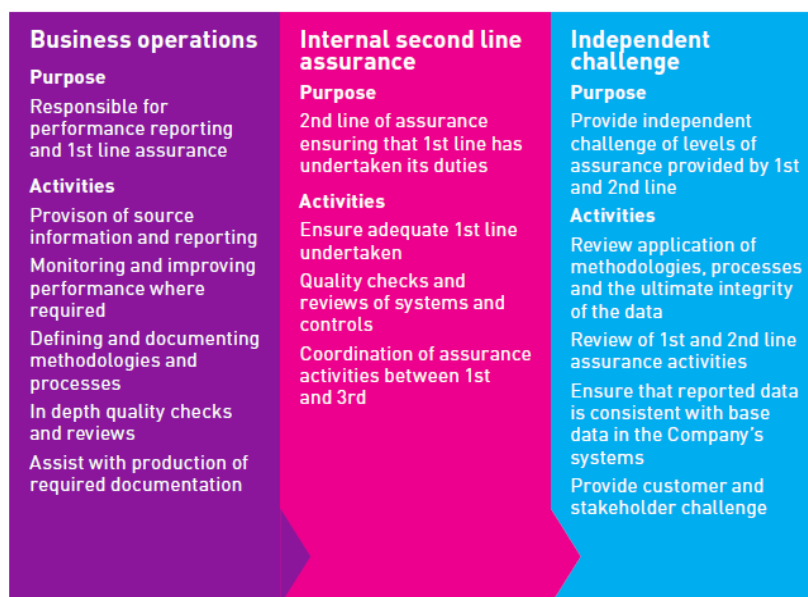 Business operations
Purpose
Responsible for
performance reporting
and 1st line assurance
Activities
Provison of source
information and reporting
Monitoring and improving
performance where
required
Defining and documenting
methodologies and
processes
In depth quality checks
and reviews
Assist with production of
required documentation
Internal second line
assurance
Purpose
2nd line of assurance
ensuring that 1st line has
undertaken its duties
Activities
Ensure adequate 1st line
undertaken
Quality checks and
reviews of systems and
controls
Coordination of assurance
activities between 1st
and 3rd
Independent
challenge
Purpose
Provide independent
challenge of levels of
assurance provided by 1st
and 2nd line
Activities
Review application of
methodologies, processes
and the ultimate integrity
of the data
Review of 1st and 2nd line
assurance activities
Ensure that reported data
is consistent with base
data in the Company's
systems
Provide customer and
stakeholder challenge